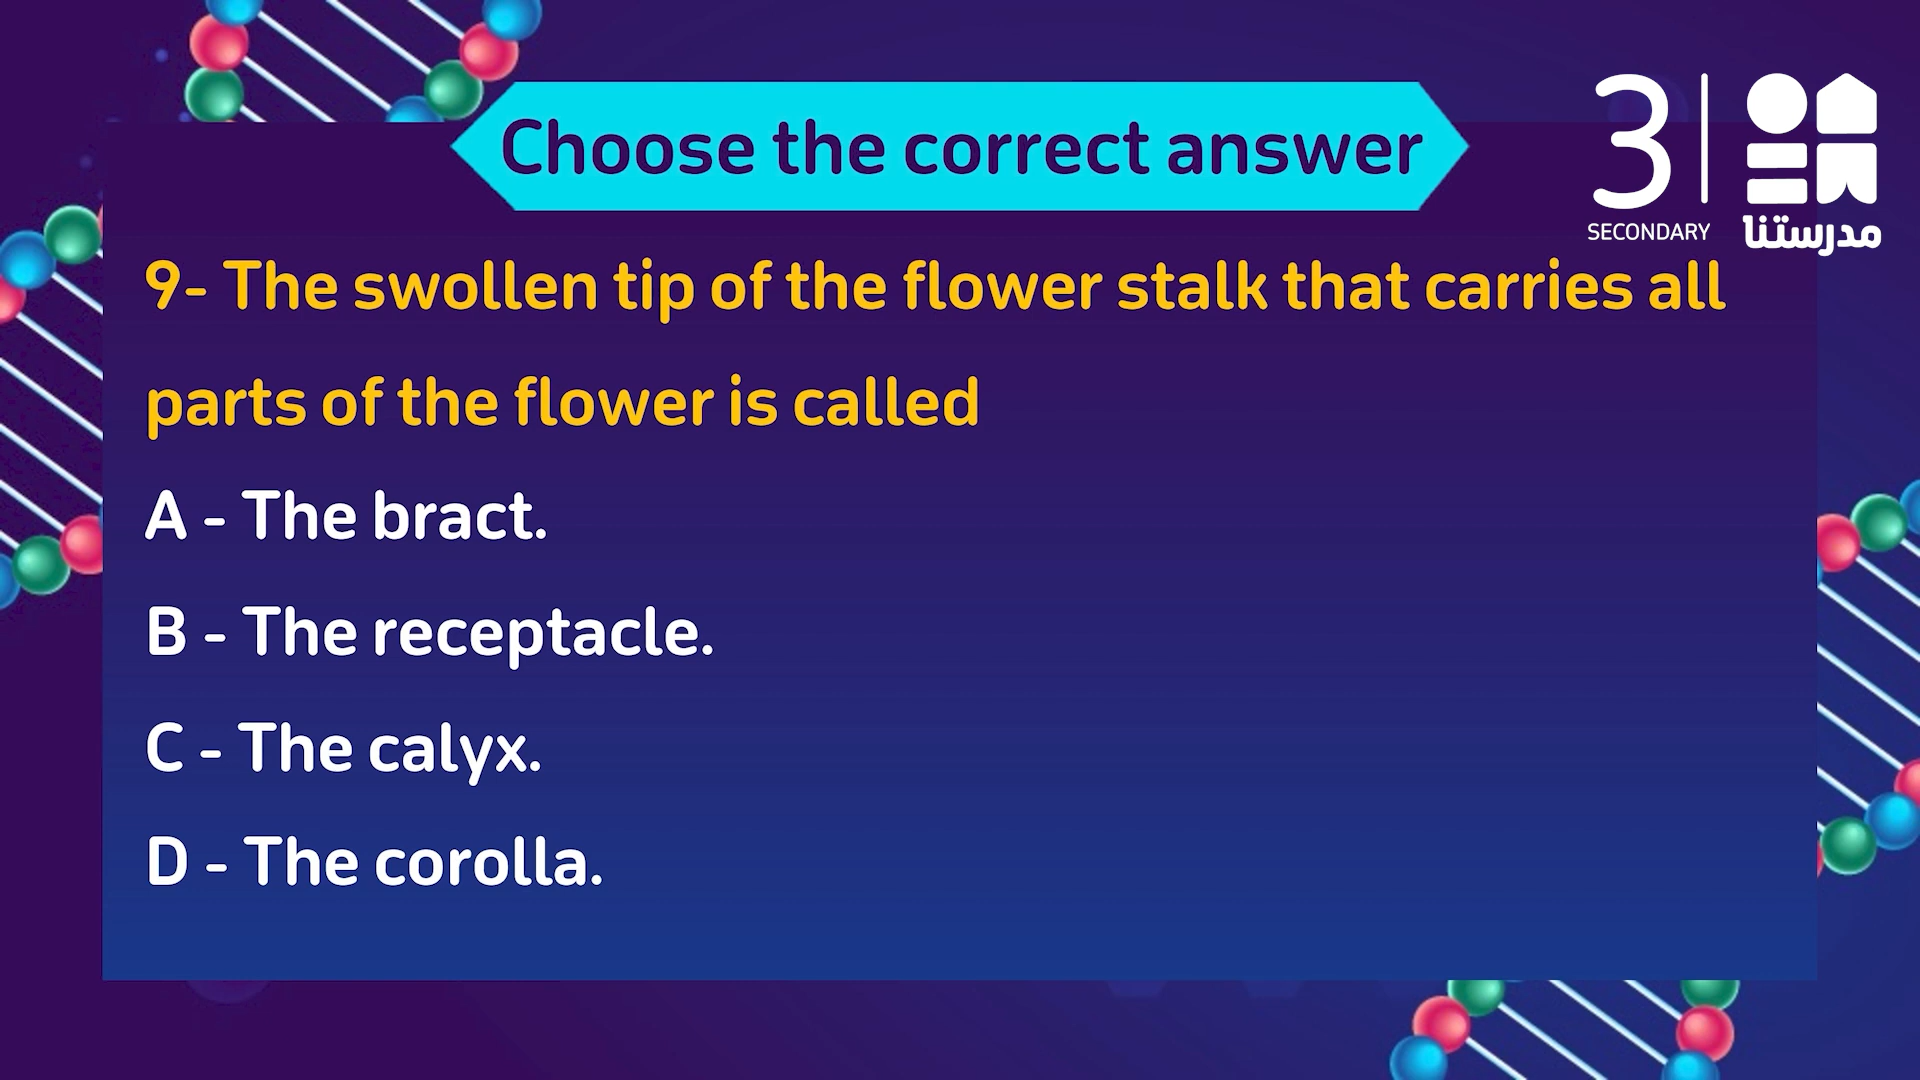 Choose the correct answer
3
SECONDARY
مدرستنا
9- The swollen tip of the flower stalk that carries all
parts of the flower is called
A - The bract.
B - The receptacle.
C - The calyx.
D - The corolla.